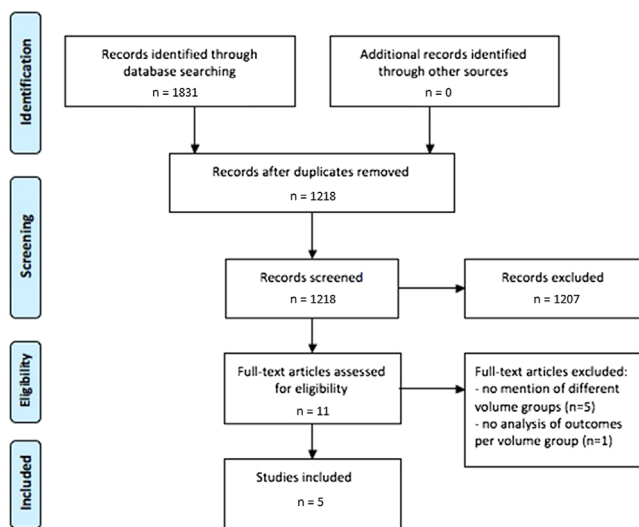 Identification
Records identified through
database searching
n = 1831
Additional records identified
through other sources
n = 0
Records after duplicates removed
n = 1218
Screening
Records screened
n = 1218
Records excluded
n = 1207
Eligibility
Full-text articles assessed
for eligibility
n = 11
Full-text articles excluded:
- no mention of different
volume groups (n=5)
- no analysis of outcomes
per volume group (n=1)
Included
Studies included
n = 5